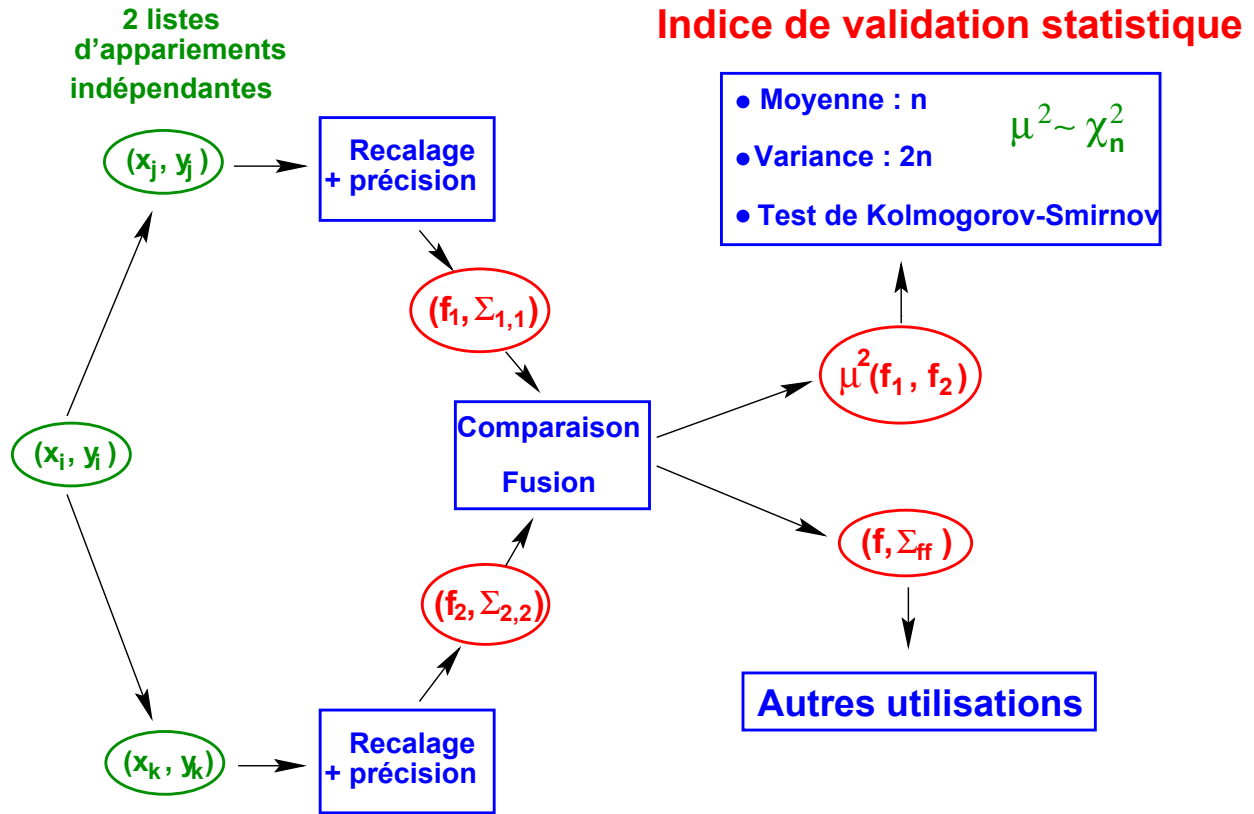 2 listes
d'appariements
indépendantes
Indice de validation statistique
• Moyenne : n
μ² ~ χ²ₙ
• Variance : 2n
• Test de Kolmogorov-Smirnov
(xⱼ, yⱼ)
Recalage
+ précision
(f₁, Σ₁,₁)
μ²(f₁, f₂)
(xᵢ, yᵢ)
Comparaison
Fusion
(f, Σff)
(f₂, Σ₂,₂)
Autres utilisations
(xₖ, yₖ)
Recalage
+ précision